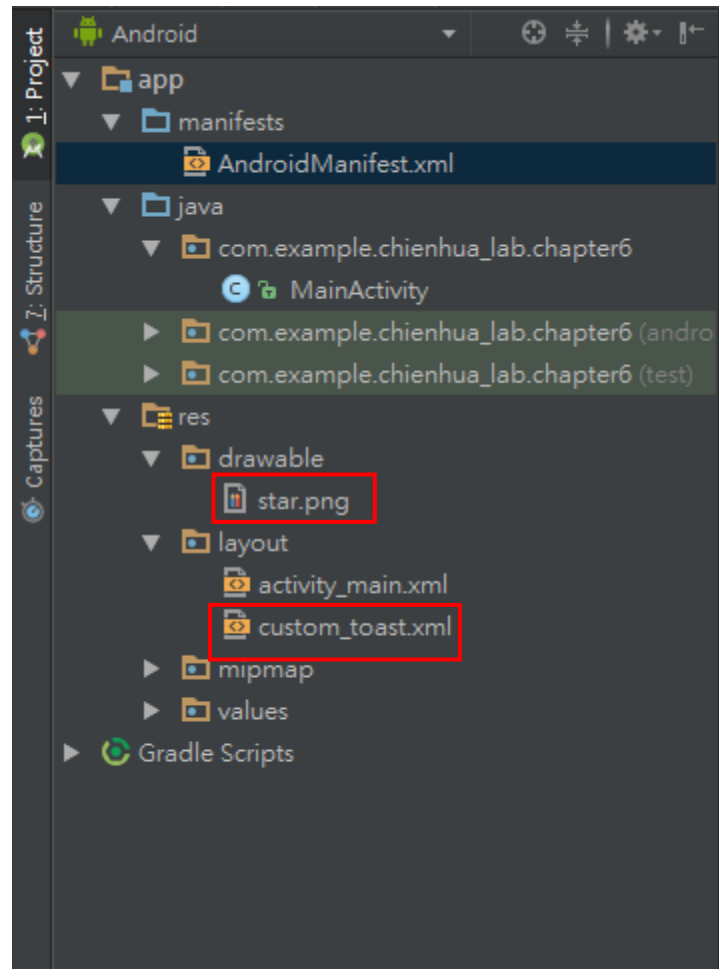 1: Project
7: Structure
Captures
Android
app
manifests
AndroidManifest.xml
java
com.example.chienhua_lab.chapter6
C MainActivity
com.example.chienhua_lab.chapter6 (andro
com.example.chienhua_lab.chapter6 (test)
res
drawable
star.png
layout
activity_main.xml
custom_toast.xml
mipmap
values
Gradle Scripts